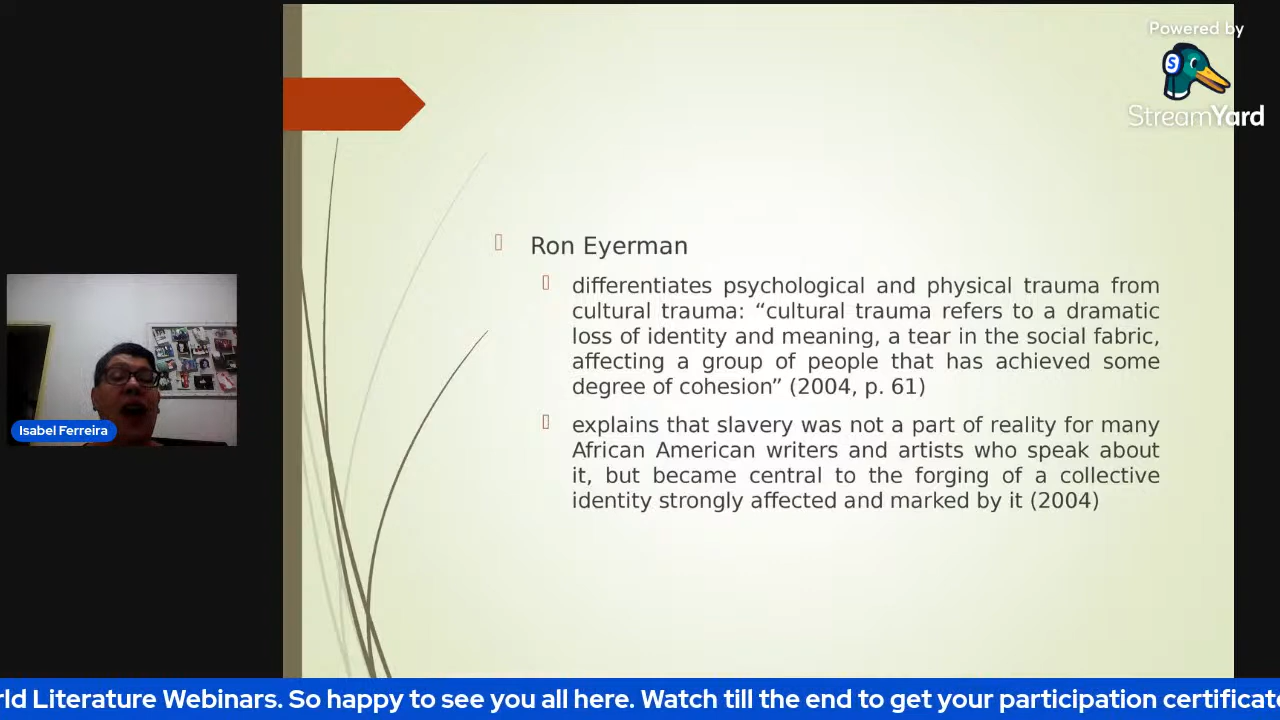 Powered by
S
StreamYard
Ron Eyerman
differentiates psychological and physical trauma from
cultural trauma: “cultural trauma refers to a dramatic
loss of identity and meaning, a tear in the social fabric,
affecting a group of people that has achieved some
degree of cohesion” (2004, p. 61)
explains that slavery was not a part of reality for many
African American writers and artists who speak about
it, but became central to the forging of a collective
identity strongly affected and marked by it (2004)
Isabel Ferreira
rld Literature Webinars. So happy to see you all here. Watch till the end to get your participation certificate